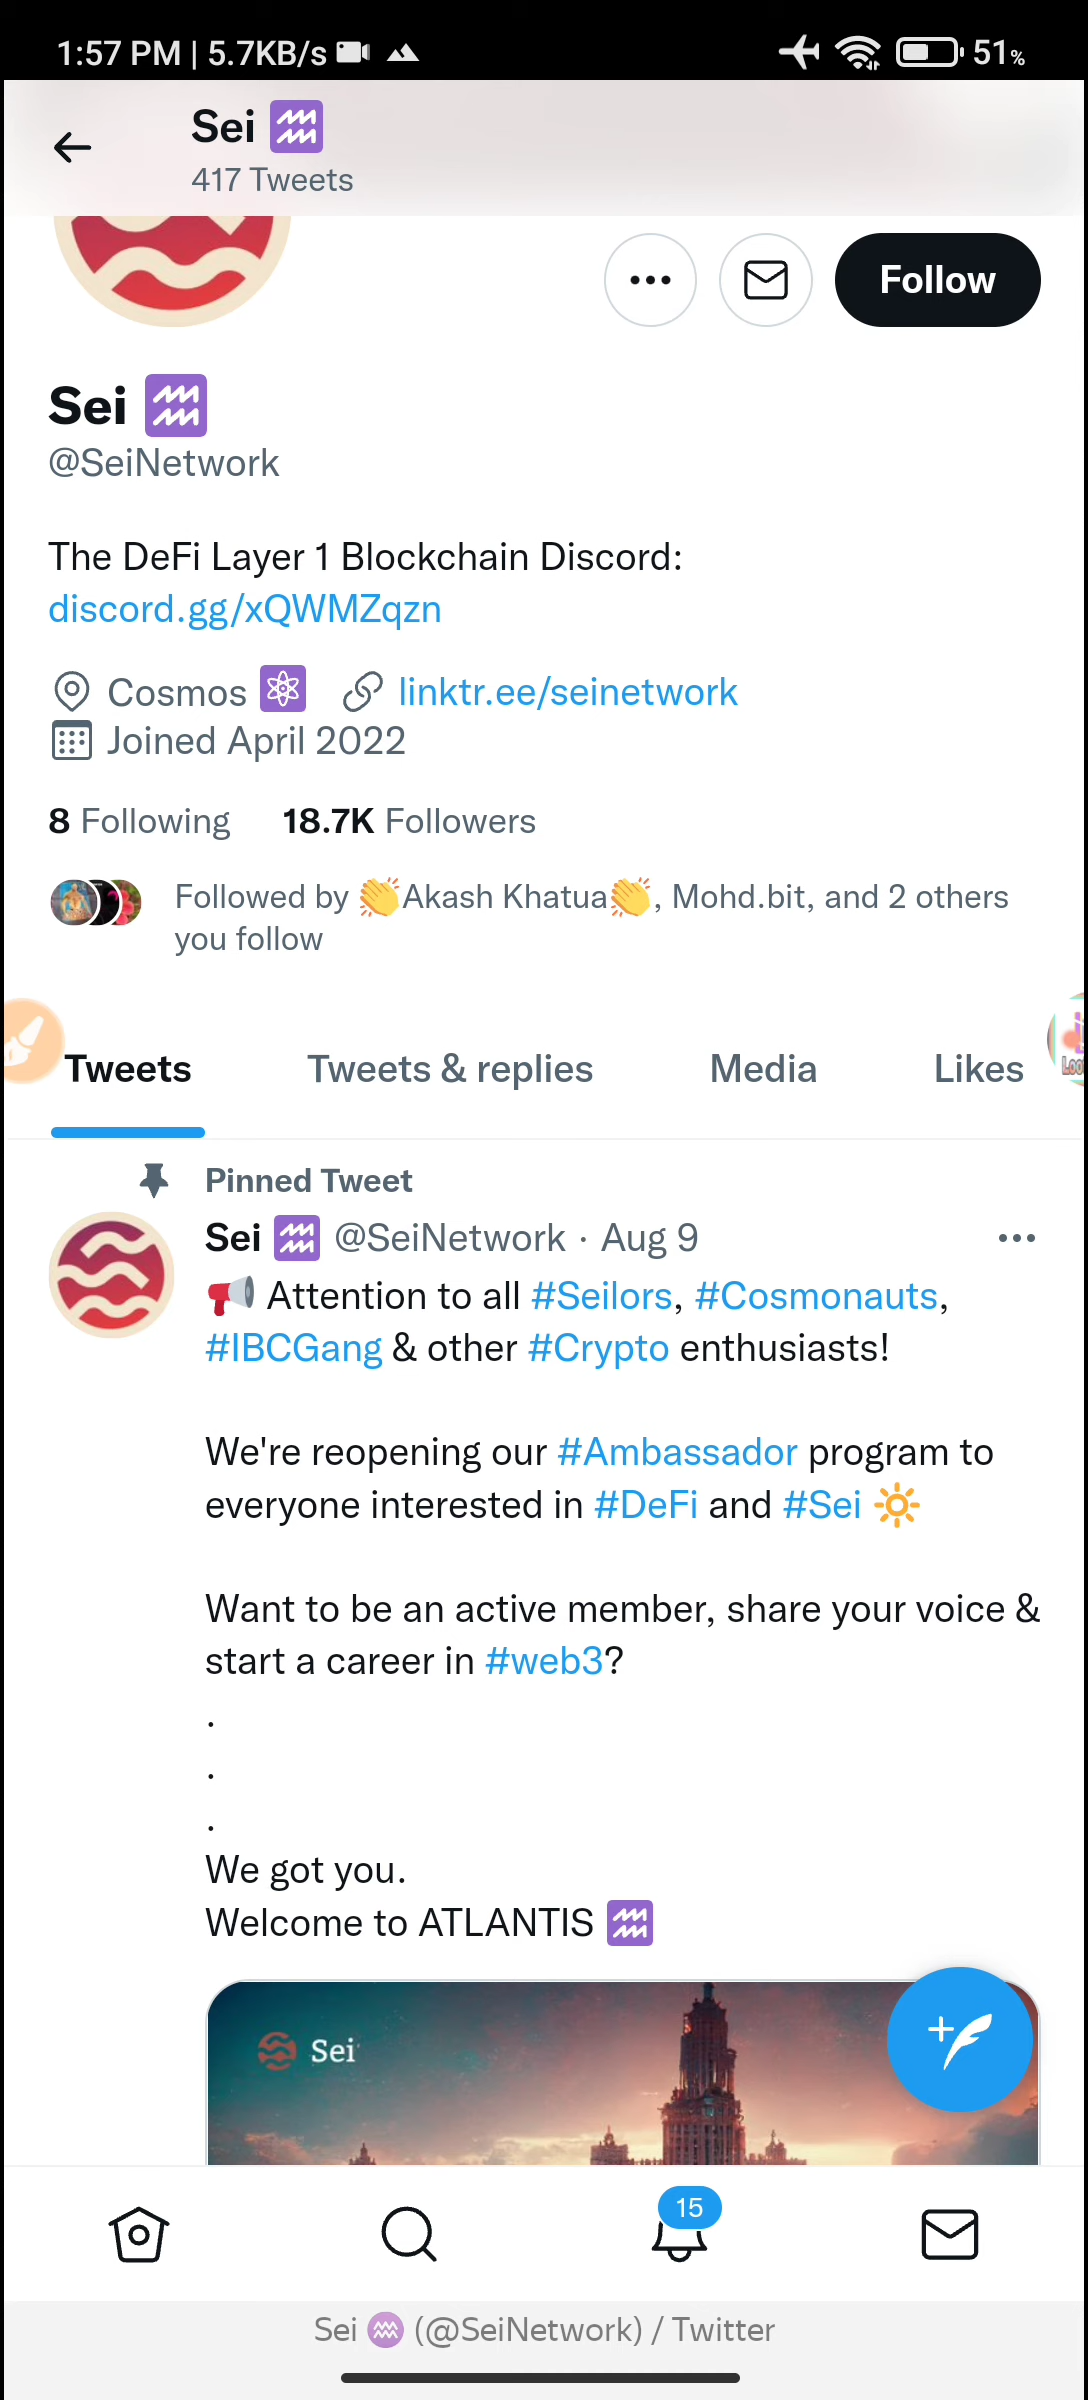 1:57 PM | 5.7KB/s 51%
Sei ♒
417 Tweets
Follow
Sei ♒
@SeiNetwork
The DeFi Layer 1 Blockchain Discord:
discord.gg/xQWMZqzn
Cosmos ⚛ linktr.ee/seinetwork
Joined April 2022
8 Following 18.7K Followers
Followed by 👏Akash Khatua👏, Mohd.bit, and 2 others
you follow
Tweets Tweets & replies Media Likes
Pinned Tweet
Sei ♒ @SeiNetwork · Aug 9
📢 Attention to all #Seilors, #Cosmonauts,
#IBCGang & other #Crypto enthusiasts!
We're reopening our #Ambassador program to
everyone interested in #DeFi and #Sei 🔆
Want to be an active member, share your voice &
start a career in #web3?
.
.
.
We got you.
Welcome to ATLANTIS ♒
Sei
15
Sei ♒ (@SeiNetwork) / Twitter